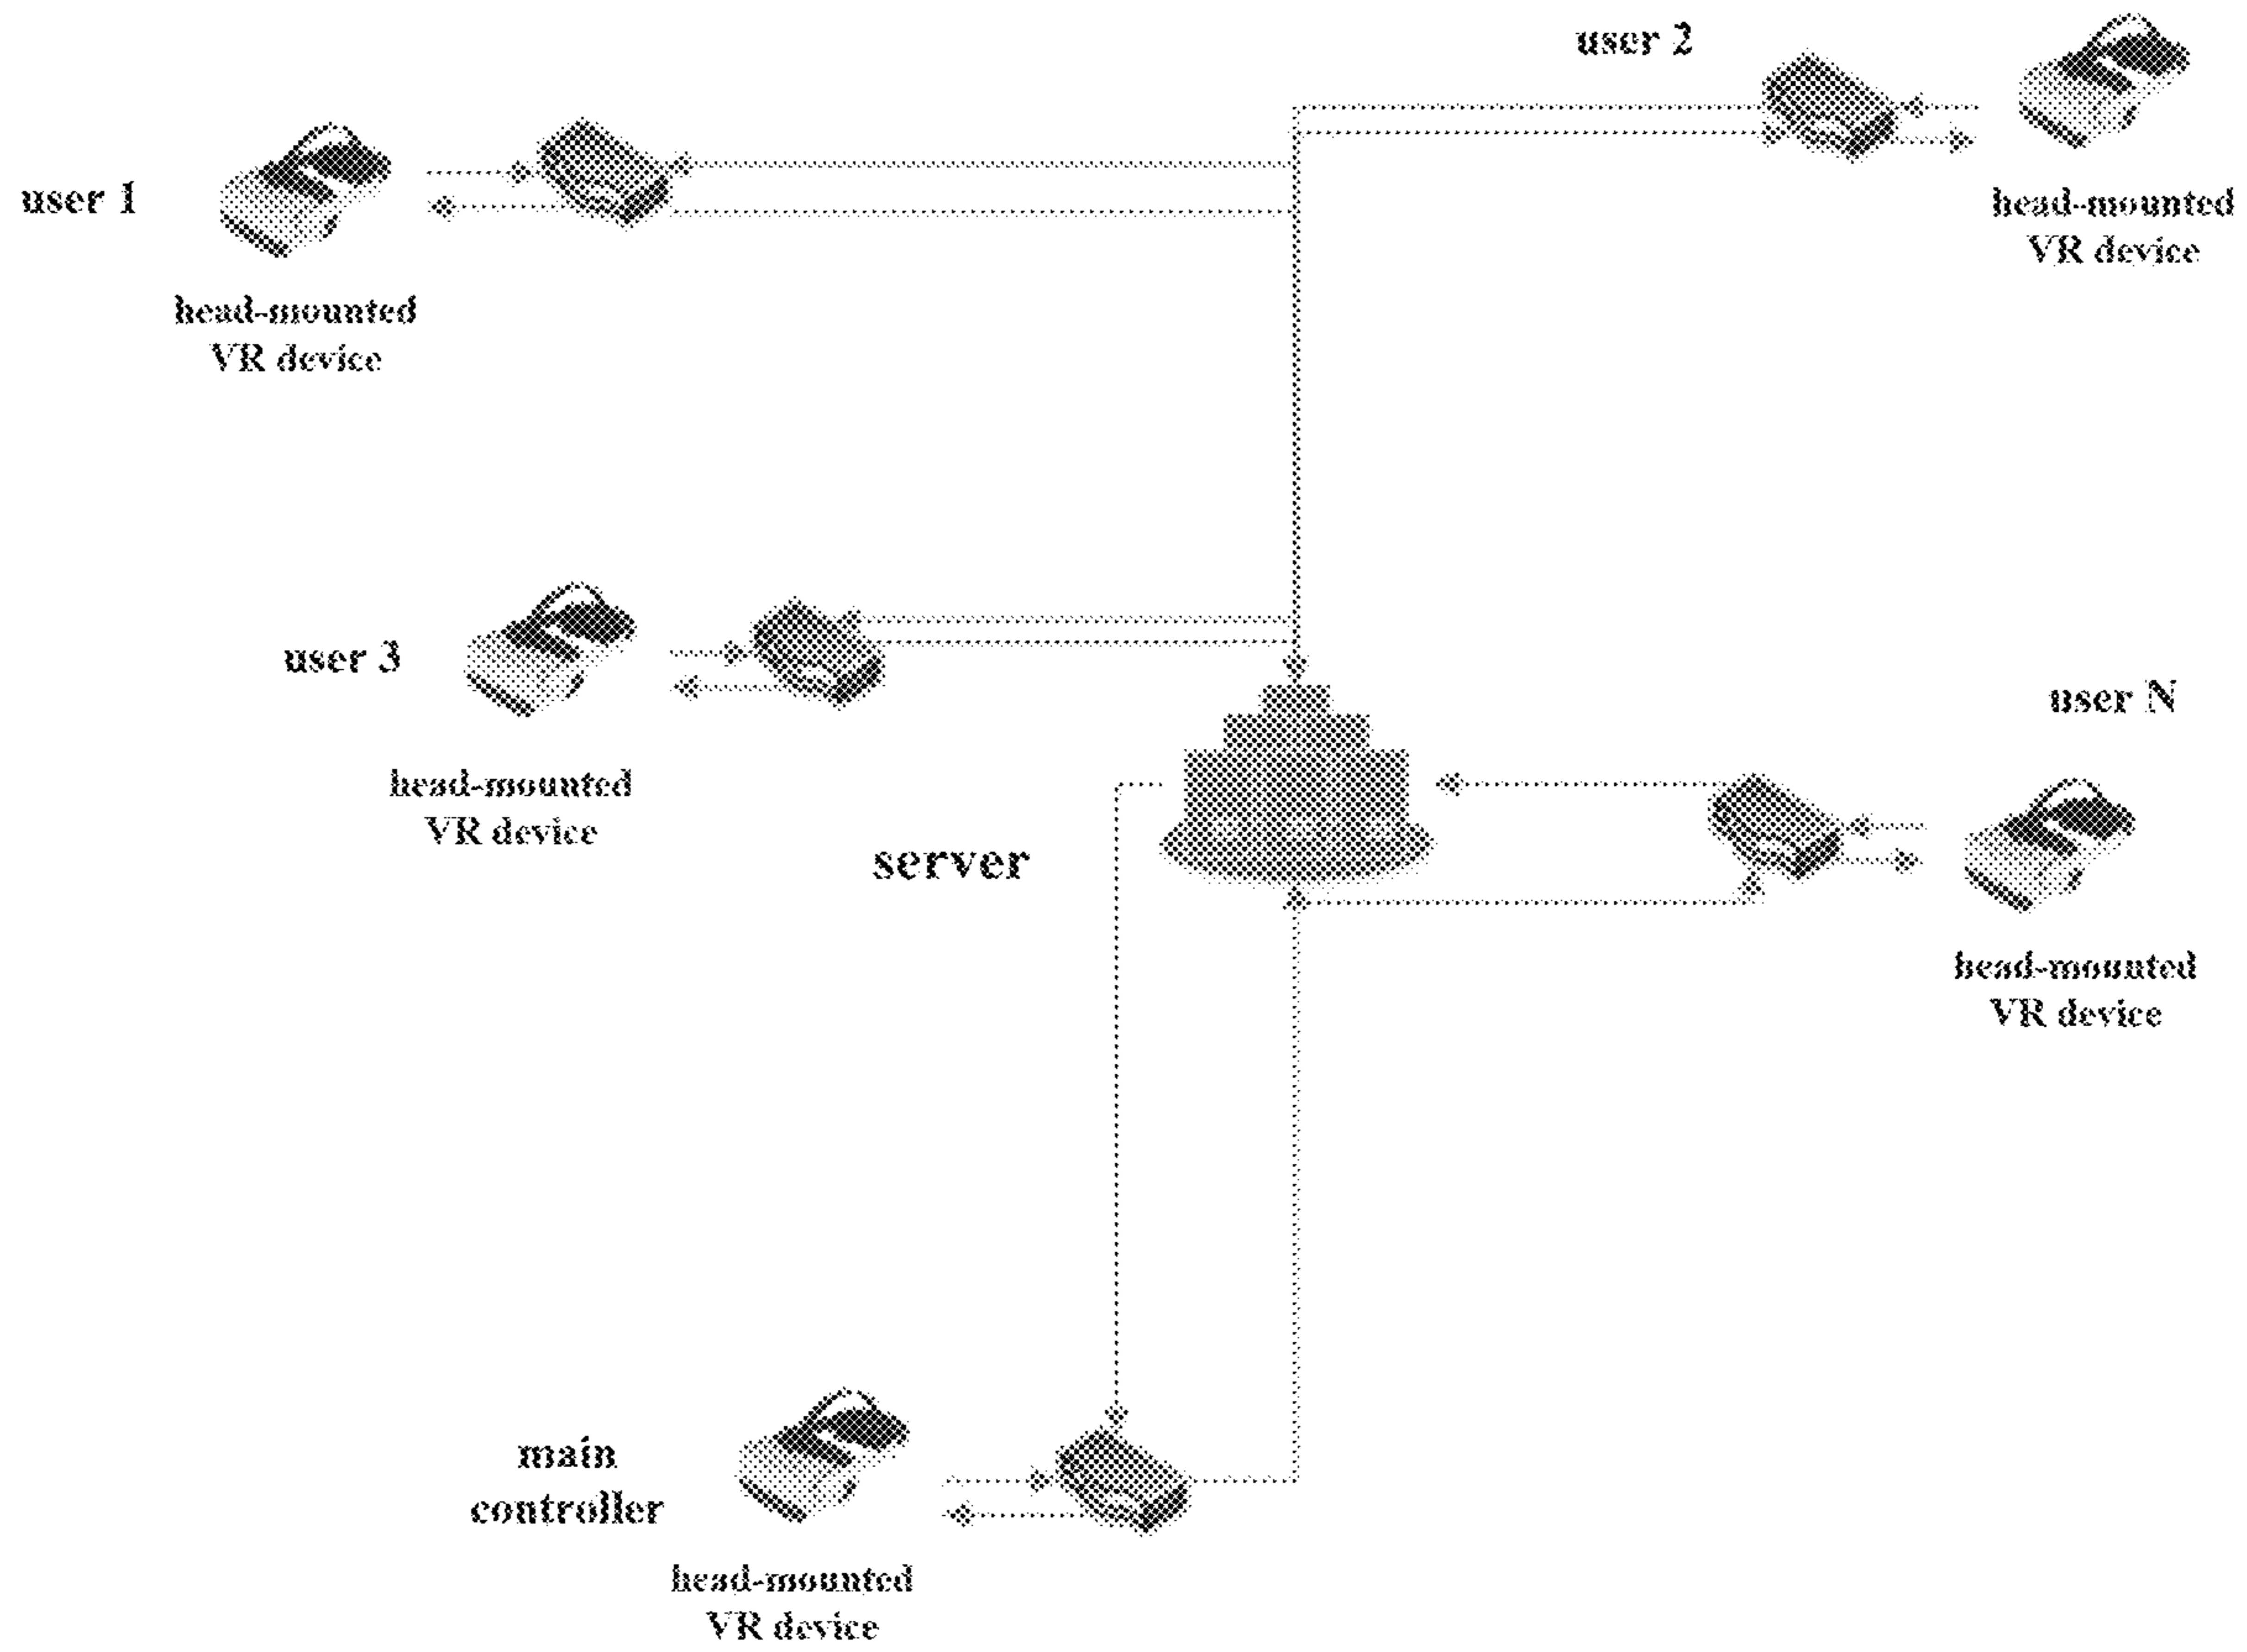 user 2
head-mounted
VR device
user 1
head-mounted
VR device
user 3
head-mounted
VR device
user N
server
head-mounted
VR device
main
controller
head-mounted
VR device